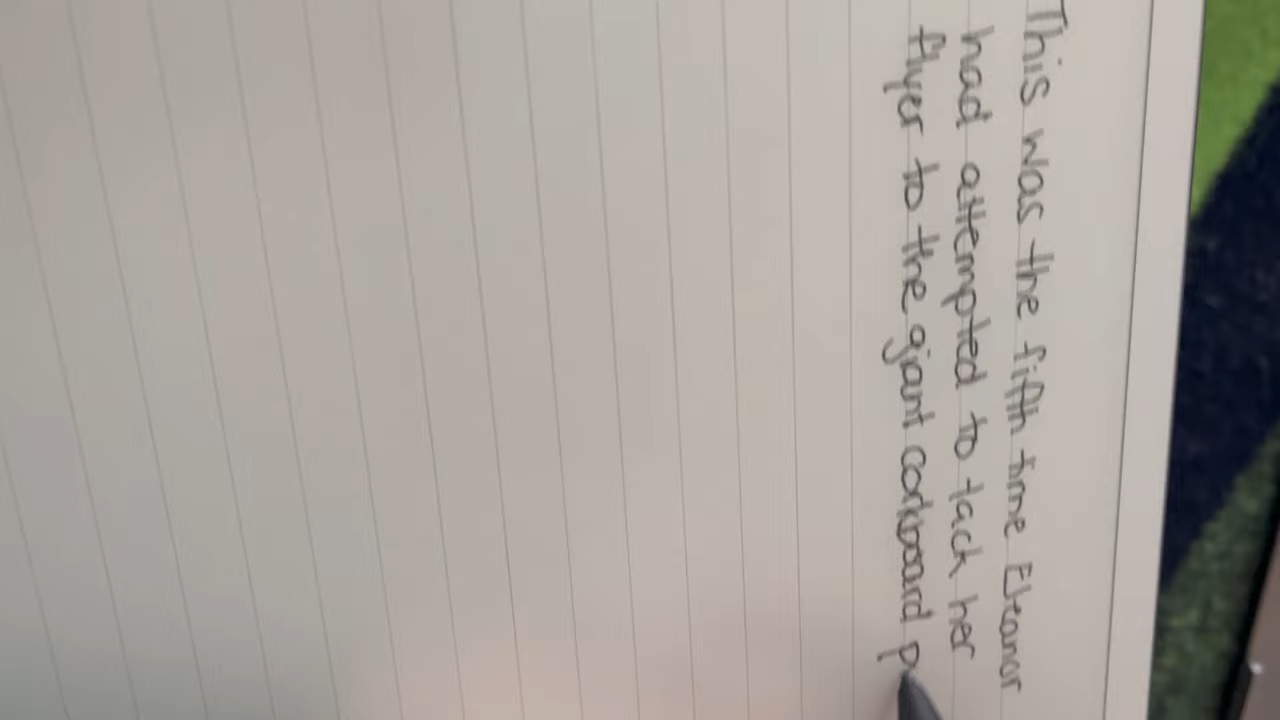 This was the fifth time Eleanor
had attempted to tack her
flyer to the giant corkboard p